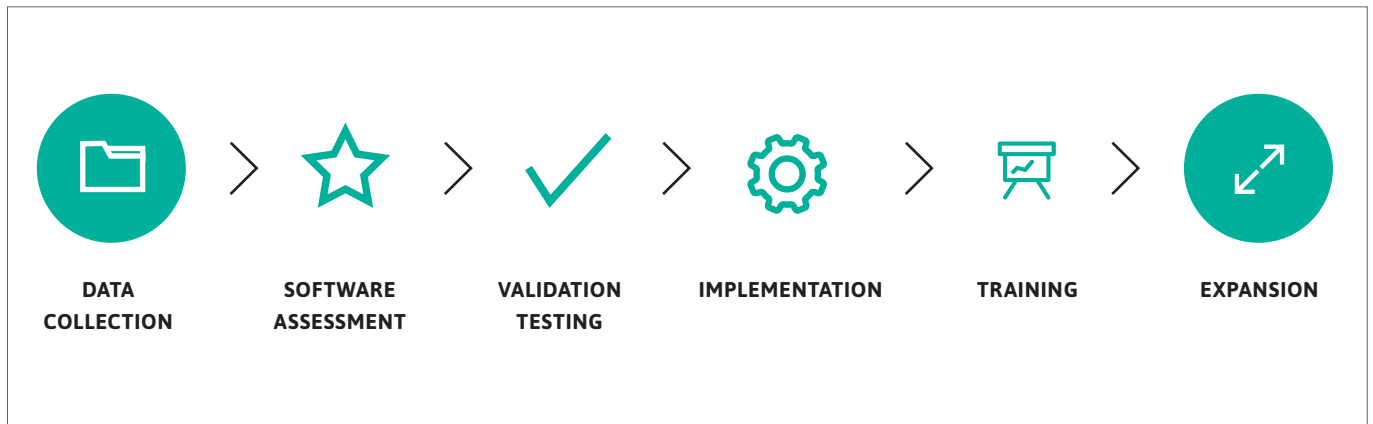 DATA
COLLECTION
SOFTWARE
ASSESSMENT
VALIDATION
TESTING
IMPLEMENTATION
TRAINING
EXPANSION